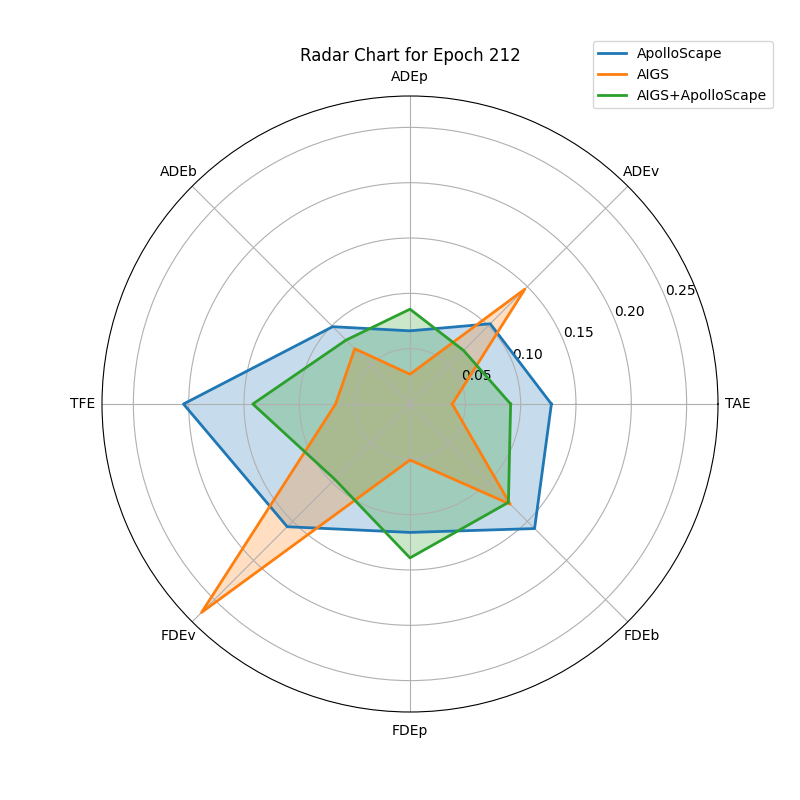 Radar Chart for Epoch 212
ApolloScape
AIGS
AIGS+ApolloScape
ADEp
ADEb
ADEv
0.25
0.20
0.15
0.10
0.05
TFE
TAE
FDEv
FDEb
FDEp